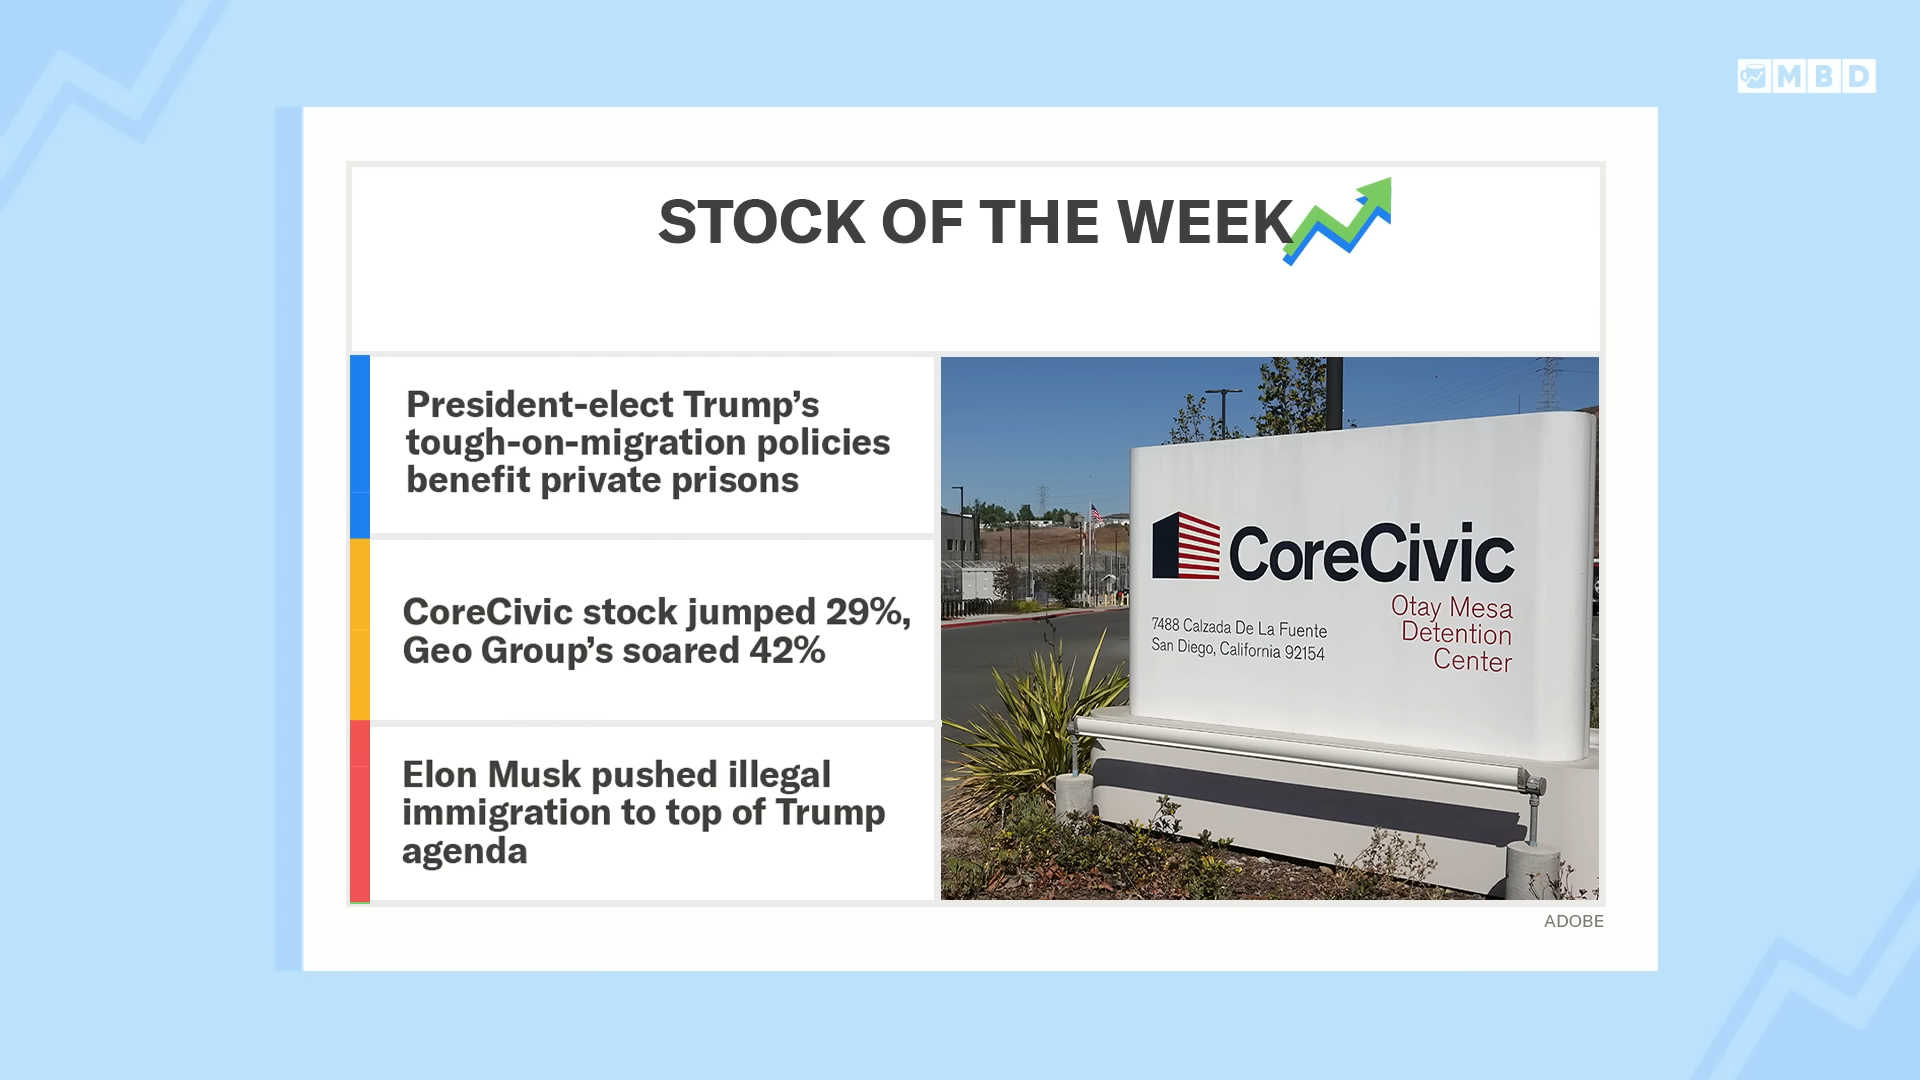 MBD
STOCK OF THE WEEK
President-elect Trump’s
tough-on-migration policies
benefit private prisons
CoreCivic stock jumped 29%,
Geo Group’s soared 42%
Elon Musk pushed illegal
immigration to top of Trump
agenda
CoreCivic
Otay Mesa
Detention
Center
7488 Calzada De La Fuente
San Diego, California 92154
ADOBE